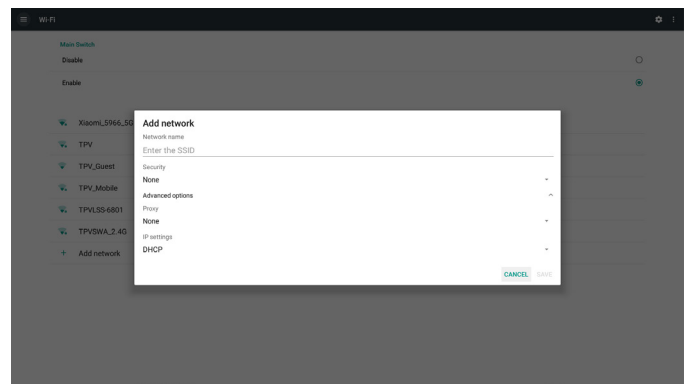 Wi-Fi
Main Switch
Disable
Enable
Xiaomi_5966_5G
TPV
TPV_Guest
TPV_Mobile
TPVLSS-6801
TPVSWA_2.4G
Add network
Add network
Network name
Enter the SSID
Security
None
Advanced options
Proxy
None
IP settings
DHCP
CANCEL SAVE